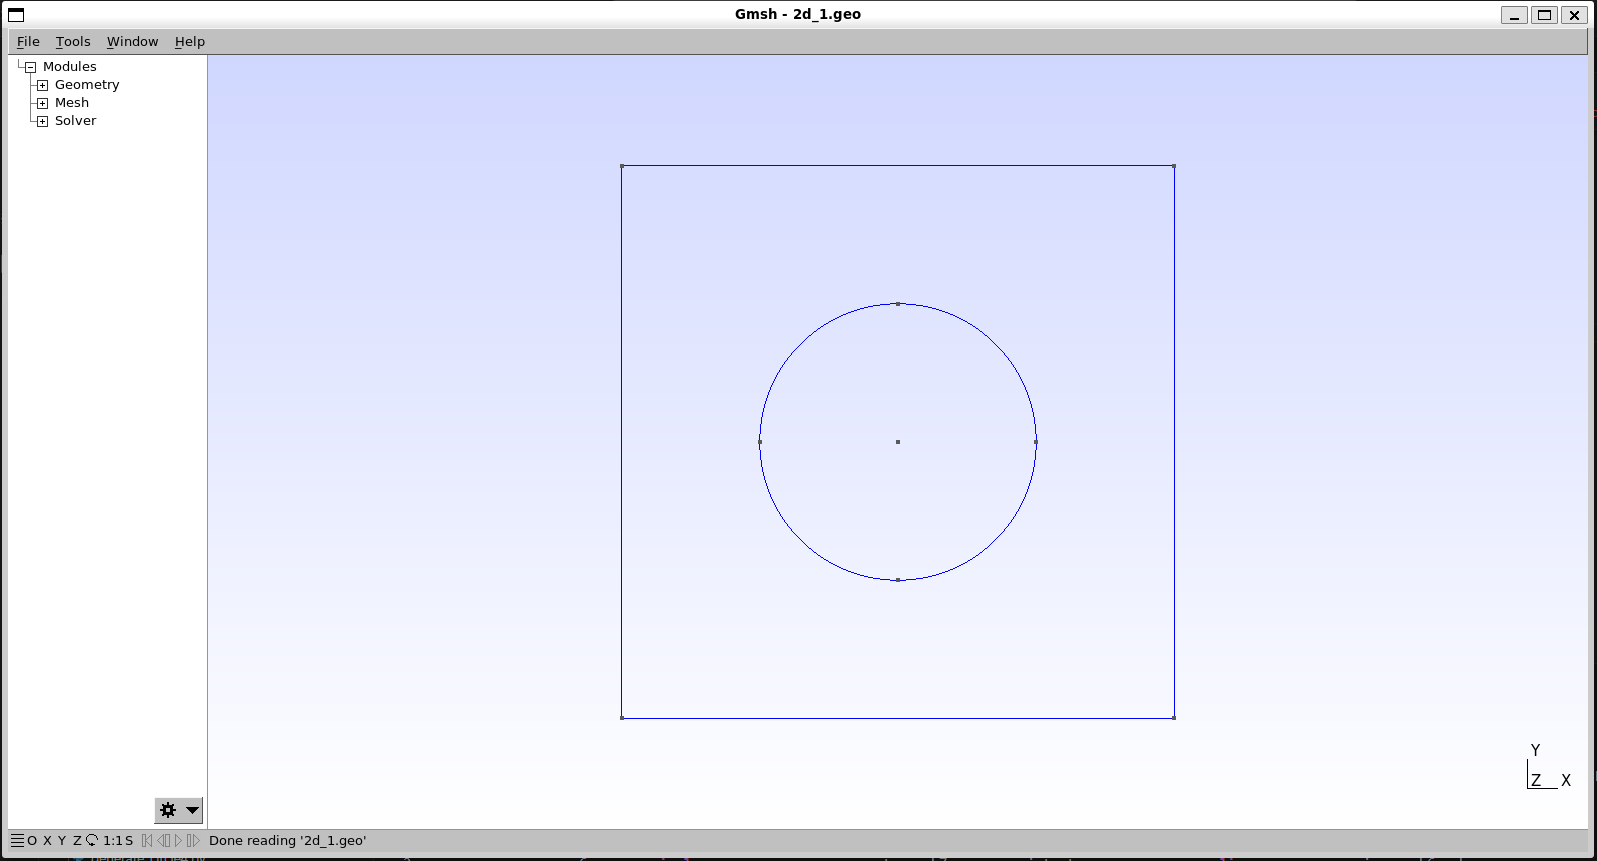 Gmsh - 2d_1.geo
File Tools Window Help
Modules
Geometry
Mesh
Solver
Y
Z X
O X Y Z 1:1 S Done reading '2d_1.geo'